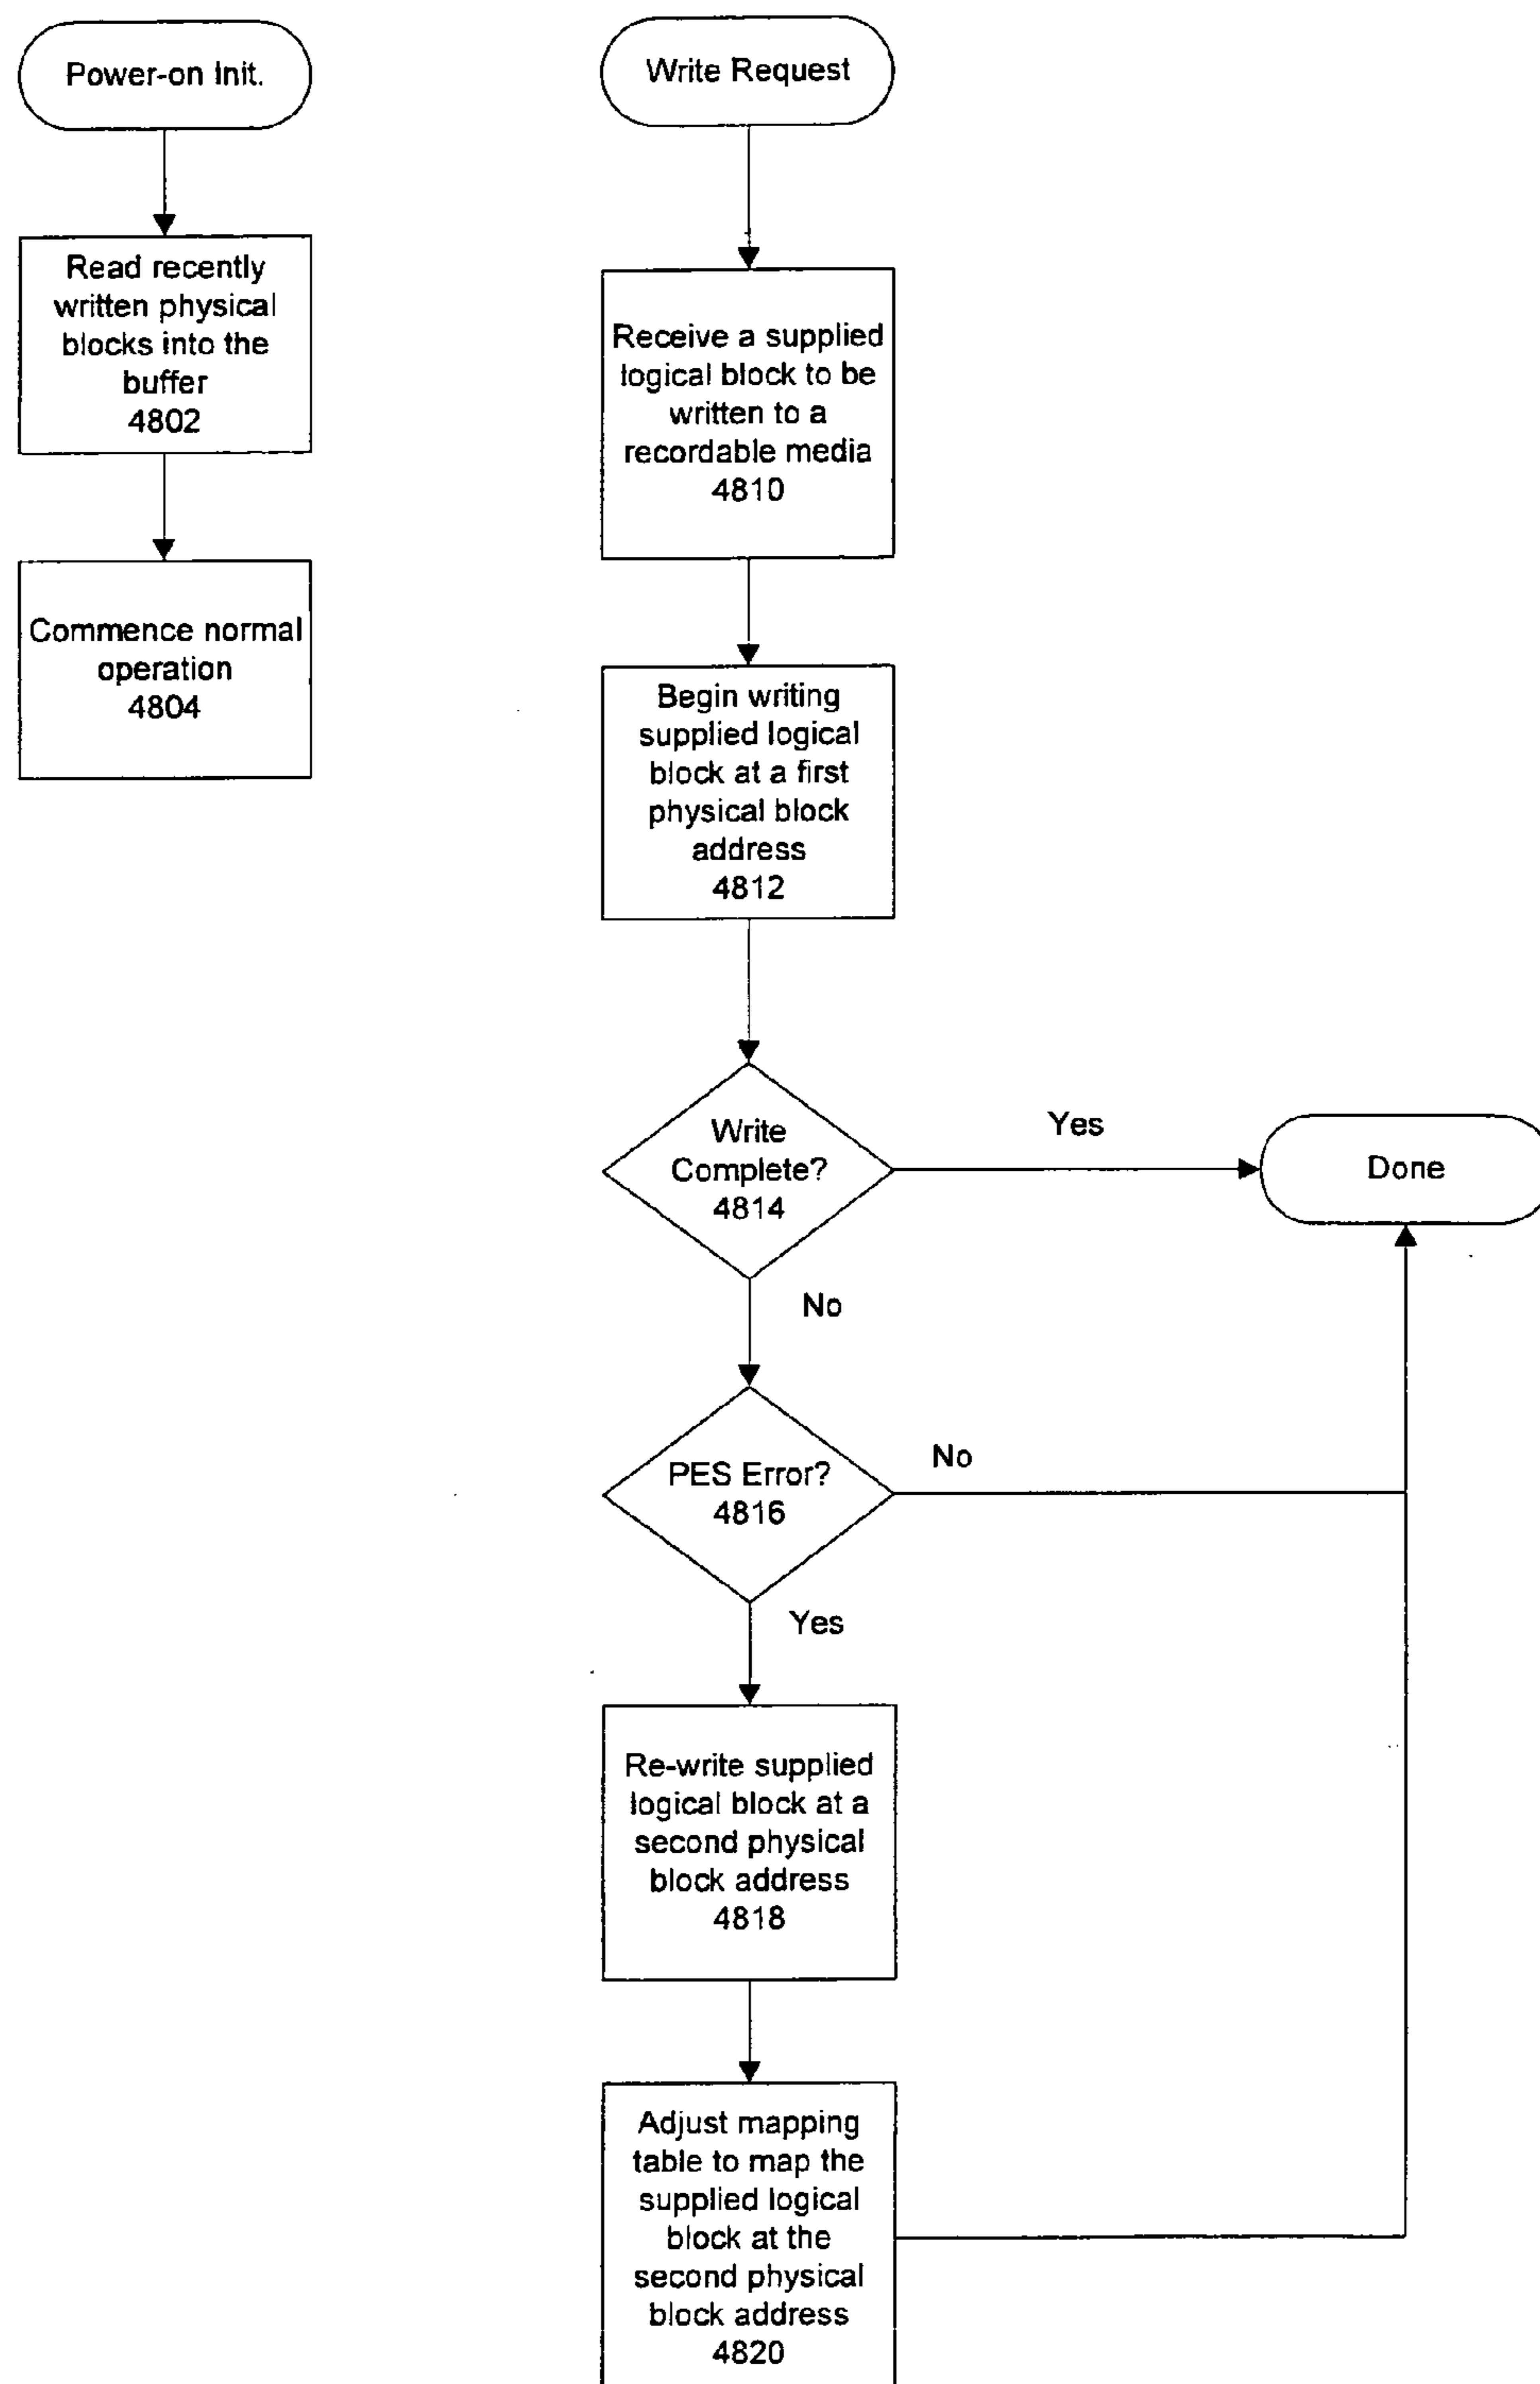 Power-on Init.
Read recently
written physical
blocks into the
buffer
4802
Commence normal
operation
4804
Write Request
Receive a supplied
logical block to be
written to a
recordable media
4810
Begin writing
supplied logical
block at a first
physical block
address
4812
Write
Complete?
4814
Yes
Done
No
PES Error?
4816
No
Yes
Re-write supplied
logical block at a
second physical
block address
4818
Adjust mapping
table to map the
supplied logical
block at the
second physical
block address
4820